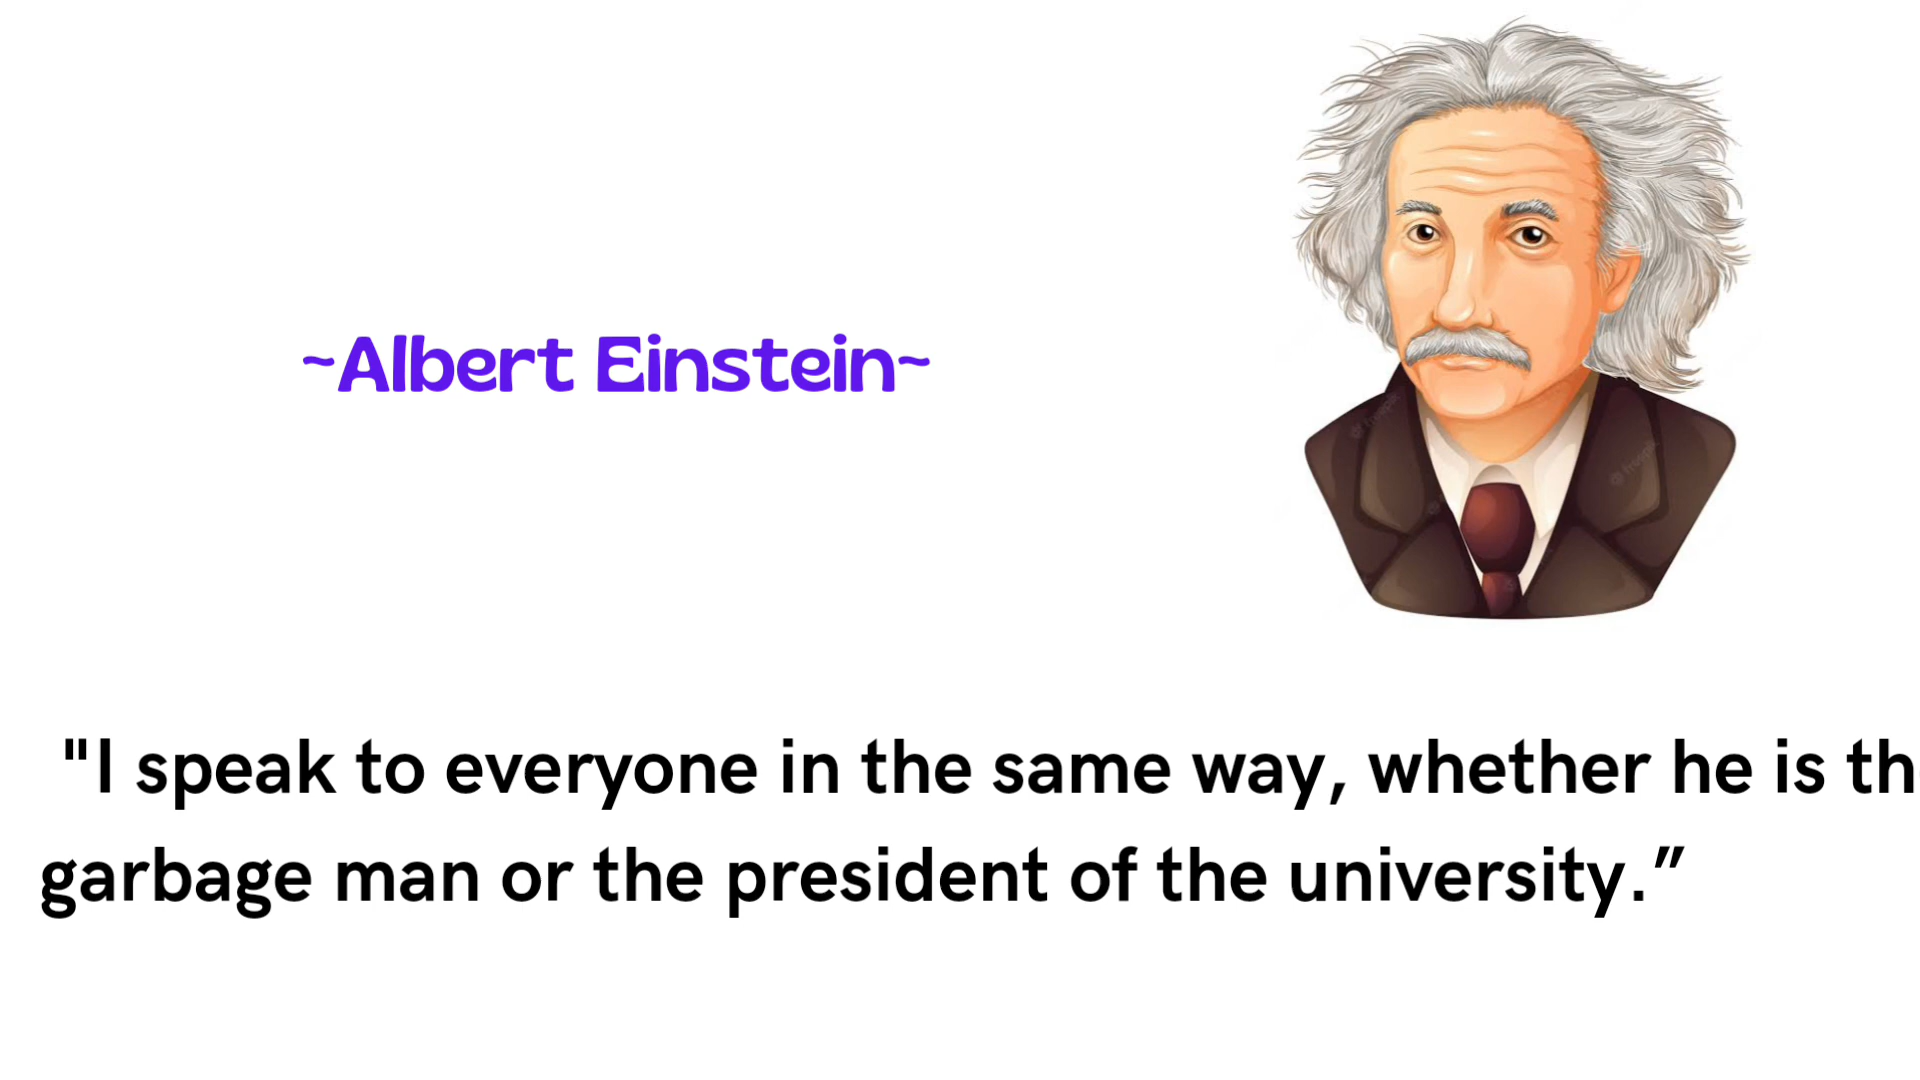 ~Albert Einstein~
"I speak to everyone in the same way, whether he is th
garbage man or the president of the university.”